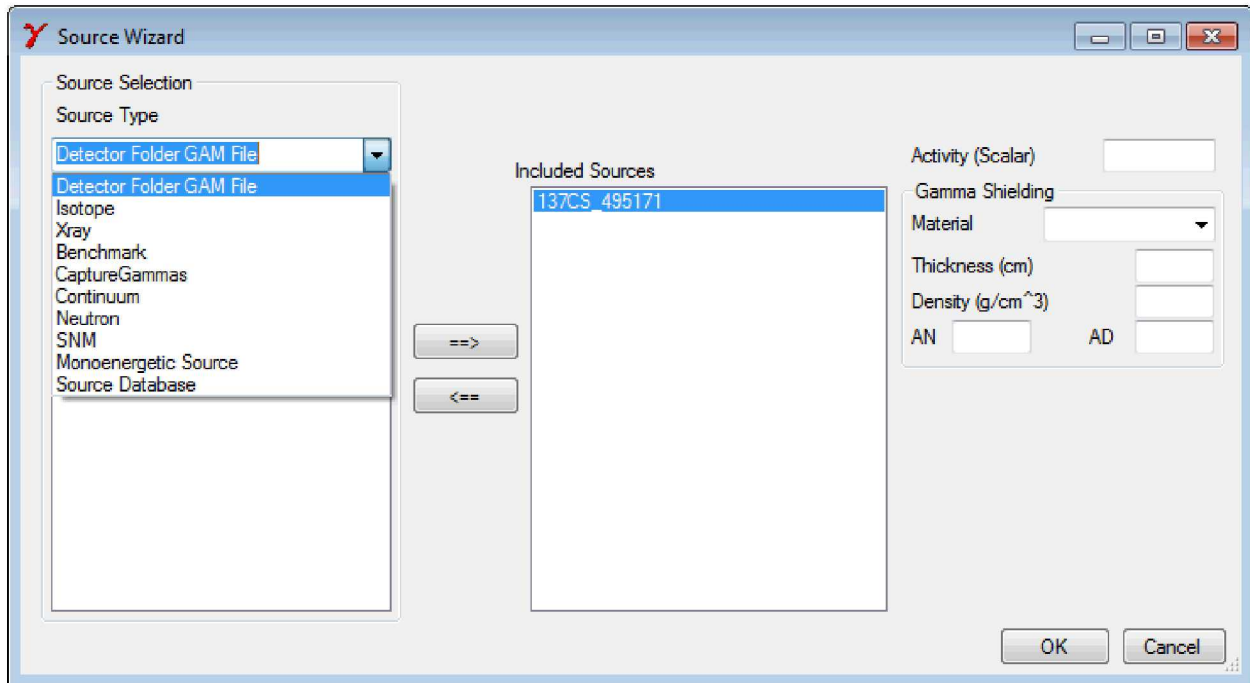 Source Wizard
Source Selection
Source Type
Detector Folder GAM File
Detector Folder GAM File
Isotope
Xray
Benchmark
CaptureGammas
Continuum
Neutron
SNM
Monoenergetic Source
Source Database
==>
<==
Included Sources
137CS_495171
Activity (Scalar)
Gamma Shielding
Material
Thickness (cm)
Density (g/cm^3)
AN AD
OK Cancel